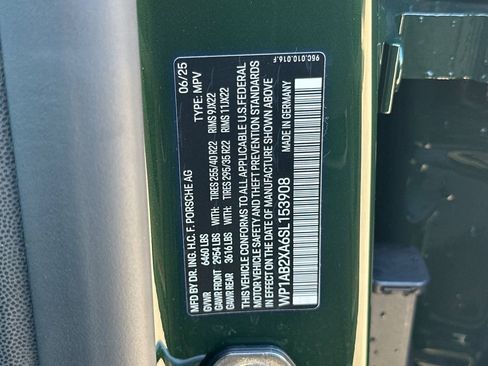 MFD BY DR. ING. H.C. F. PORSCHE AG 06/25
GVWR 6460 LBS TYPE: MPV
GAWR FRONT 2954 LBS WITH: TIRES 255/40 R22 RIMS 9JX22
GAWR REAR 3616 LBS WITH: TIRES 295/35 R22 RIMS 11JX22
THIS VEHICLE CONFORMS TO ALL APPLICABLE U.S. FEDERAL
MOTOR VEHICLE SAFETY AND THEFT PREVENTION STANDARDS
IN EFFECT ON THE DATE OF MANUFACTURE SHOWN ABOVE
WP1AB2XA6SL153908 MADE IN GERMANY
95C.010.016.F